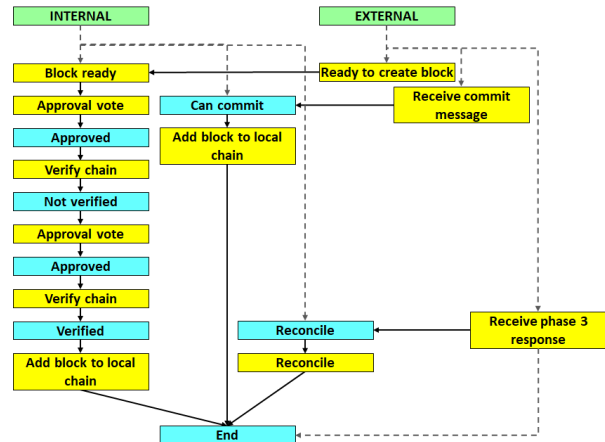 INTERNAL
EXTERNAL
Block ready
Ready to create block
Approval vote
Can commit
Receive commit
message
Approved
Add block to local
chain
Verify chain
Not verified
Approval vote
Approved
Verify chain
Verified
Reconcile
Receive phase 3
response
Add block to local
chain
Reconcile
End